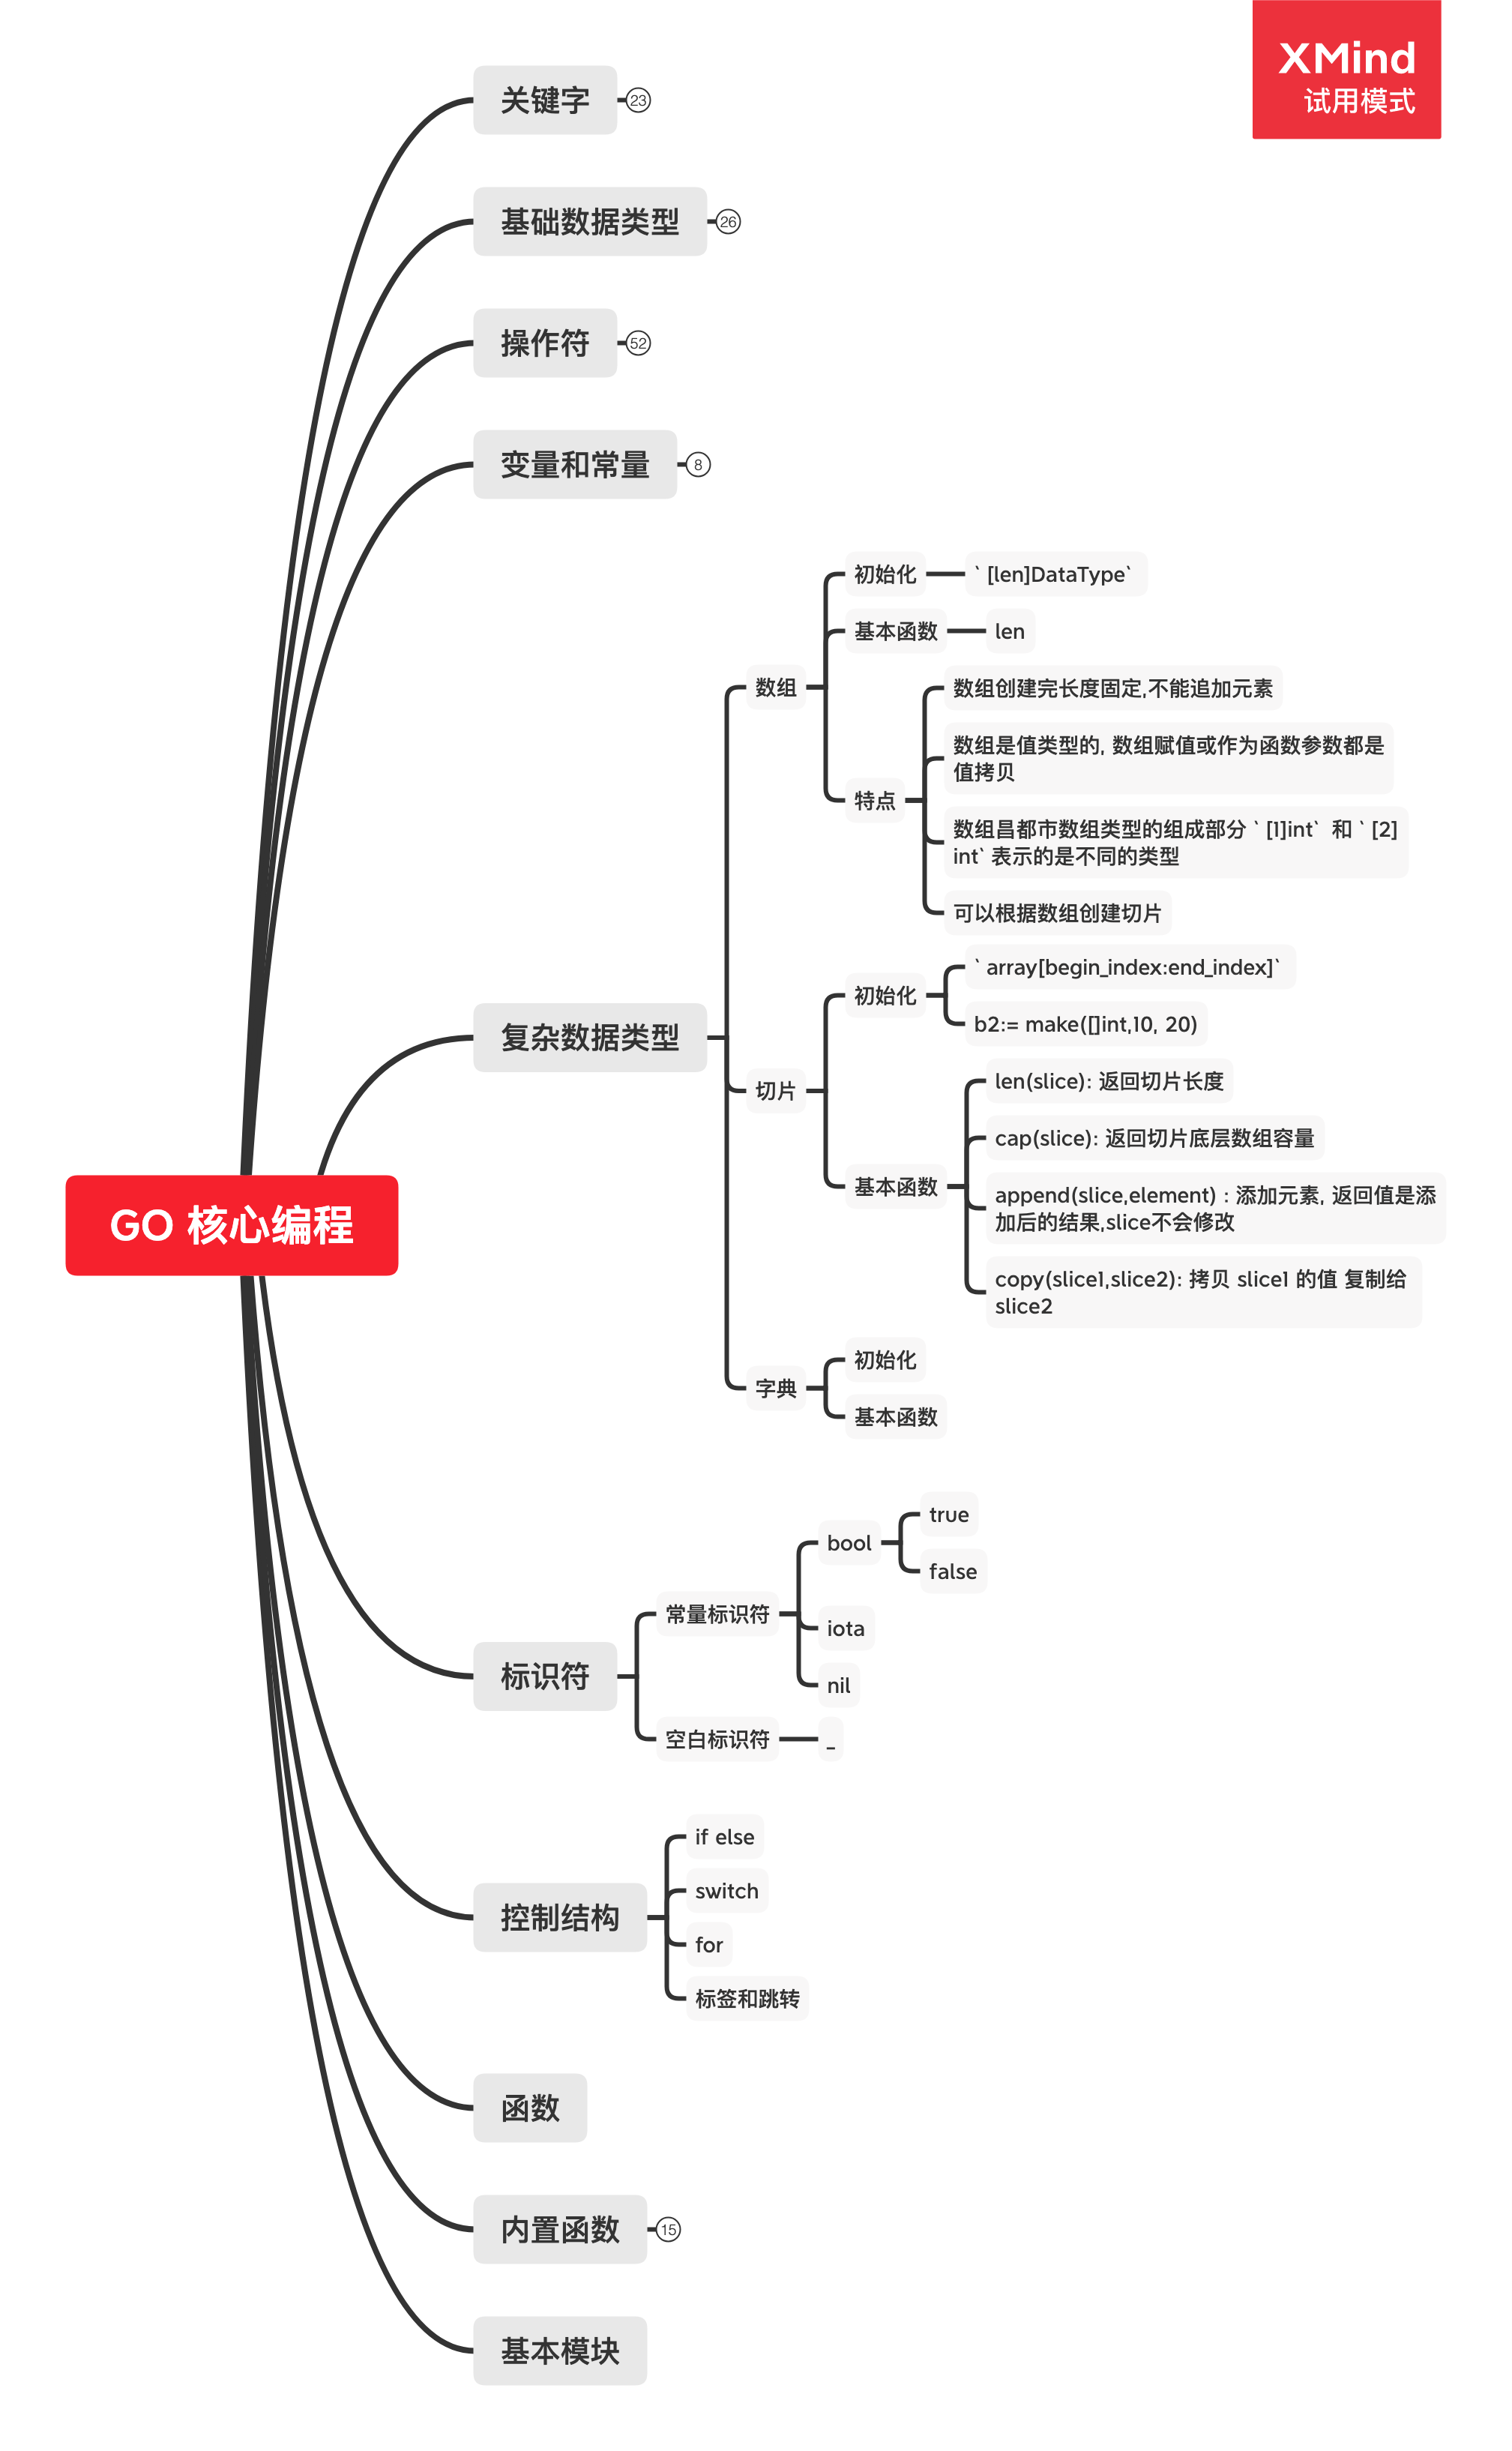 XMind
试用模式
关键字
23
基础数据类型
26
操作符
52
变量和常量
8
初始化
` [len]DataType`
基本函数
len
数组
数组创建完长度固定,不能追加元素
数组是值类型的, 数组赋值或作为函数参数都是
值拷贝
特点
数组昌都市数组类型的组成部分 ` [1]int`  和 ` [2]
int` 表示的是不同的类型
可以根据数组创建切片
` array[begin_index:end_index]`
初始化
b2:= make([]int,10, 20)
复杂数据类型
len(slice): 返回切片长度
切片
cap(slice): 返回切片底层数组容量
基本函数
append(slice,element) : 添加元素, 返回值是添
加后的结果,slice不会修改
GO 核心编程
copy(slice1,slice2): 拷贝 slice1 的值 复制给
slice2
初始化
字典
基本函数
true
bool
false
常量标识符
iota
标识符
nil
空白标识符
_
if else
switch
控制结构
for
标签和跳转
函数
内置函数
15
基本模块